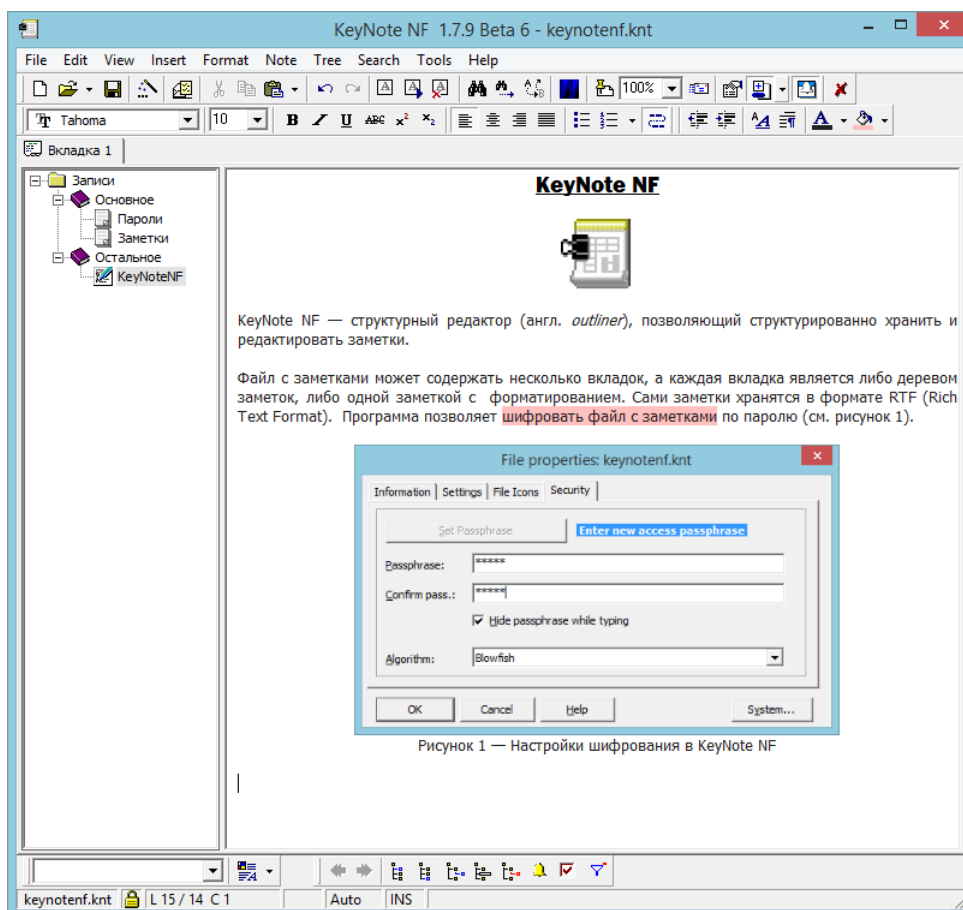 KeyNote NF 1.7.9 Beta 6 - keynotenf.knt
File Edit View Insert Format Note Tree Search Tools Help
100%
Tahoma 10 B I U ABC x² x₂
Вкладка 1
Записи
Основное
Пароли
Заметки
Остальное
KeyNoteNF
KeyNote NF
KeyNote NF — структурный редактор (англ. outliner), позволяющий структурированно хранить и
редактировать заметки.
Файл с заметками может содержать несколько вкладок, а каждая вкладка является либо деревом
заметок, либо одной заметкой с форматированием. Сами заметки хранятся в формате RTF (Rich
Text Format). Программа позволяет шифровать файл с заметками по паролю (см. рисунок 1).
File properties: keynotenf.knt
Information Settings File Icons Security
Set Passphrase Enter new access passphrase
Passphrase: *****
Confirm pass.: *****
Hide passphrase while typing
Algorithm: Blowfish
OK Cancel Help System...
Рисунок 1 — Настройки шифрования в KeyNote NF
keynotenf.knt L 15 / 14 C 1 Auto INS